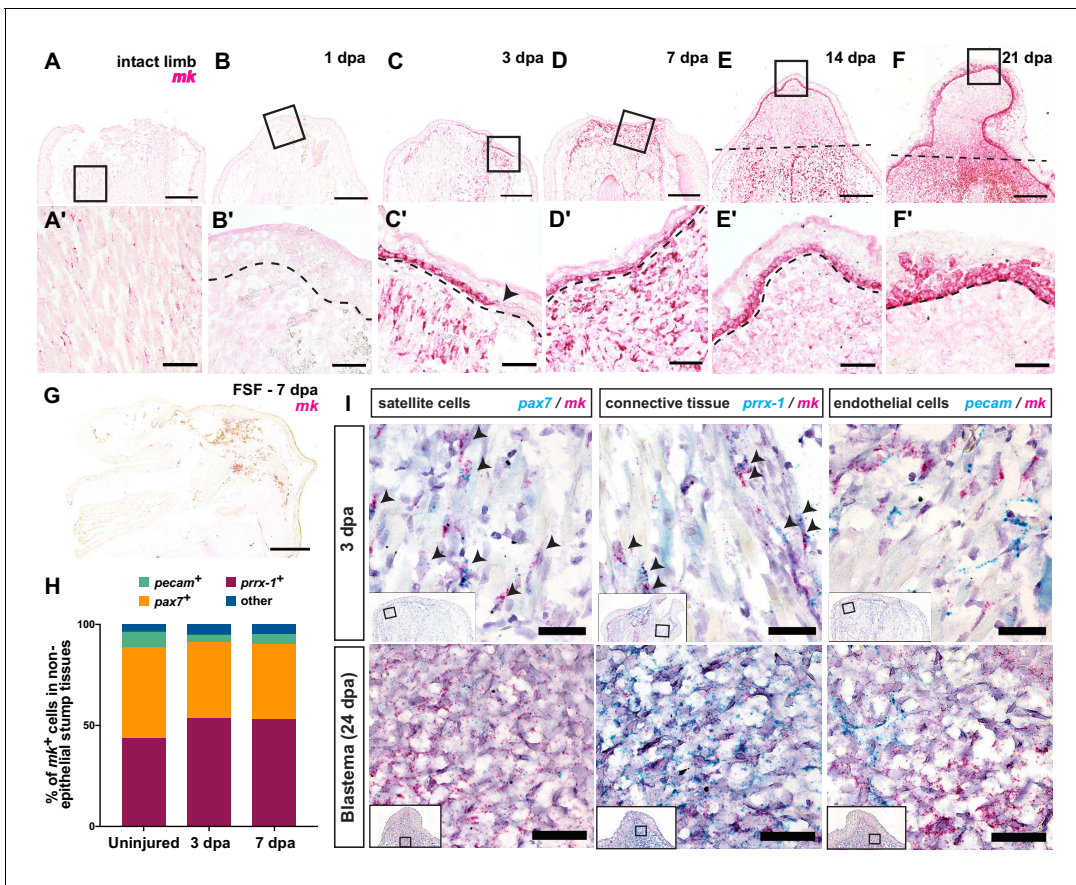 A
intact limb
mk
B
1 dpa
C
3 dpa
D
7 dpa
E
14 dpa
F
21 dpa
A'
B'
C'
D'
E'
F'
G
FSF - 7 dpa
mk
H
pecam+
prrx-1+
pax7+
other
% of mk+ cells in non-
epithelial stump tissues
100
50
0
Uninjured
3 dpa
7 dpa
I
satellite cells pax7 / mk
connective tissue prrx-1 / mk
endothelial cells pecam / mk
3 dpa
Blastema (24 dpa)